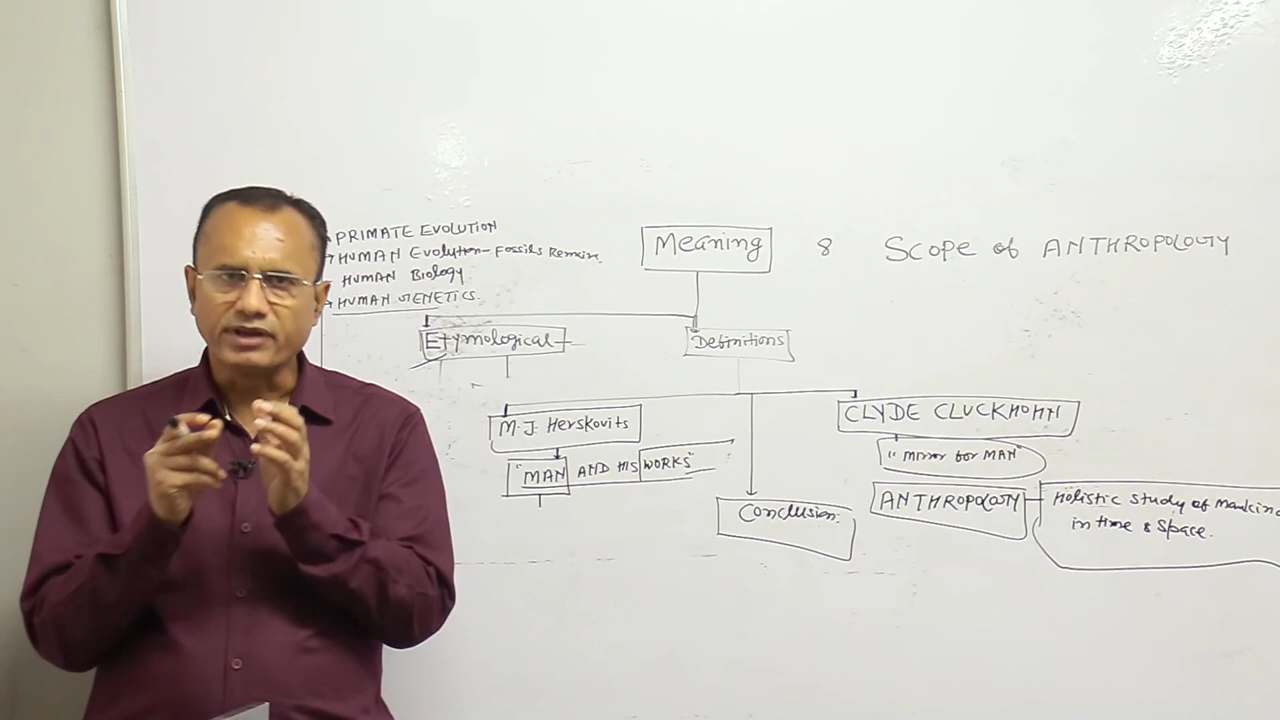 PRIMATE EVOLUTION
HUMAN Evolution - Fossils Remains
HUMAN Biology
HUMAN GENETICS.
Meaning & Scope of ANTHROPOLOGY
Etymological
Definitions
M.J. Herskovits
"MAN AND HIS WORKS"
Conclusion.
CLYDE CLUCKHOHN
"Mirror for MAN
ANTHROPOLOGY
Holistic study of Mankind
in time & Space.